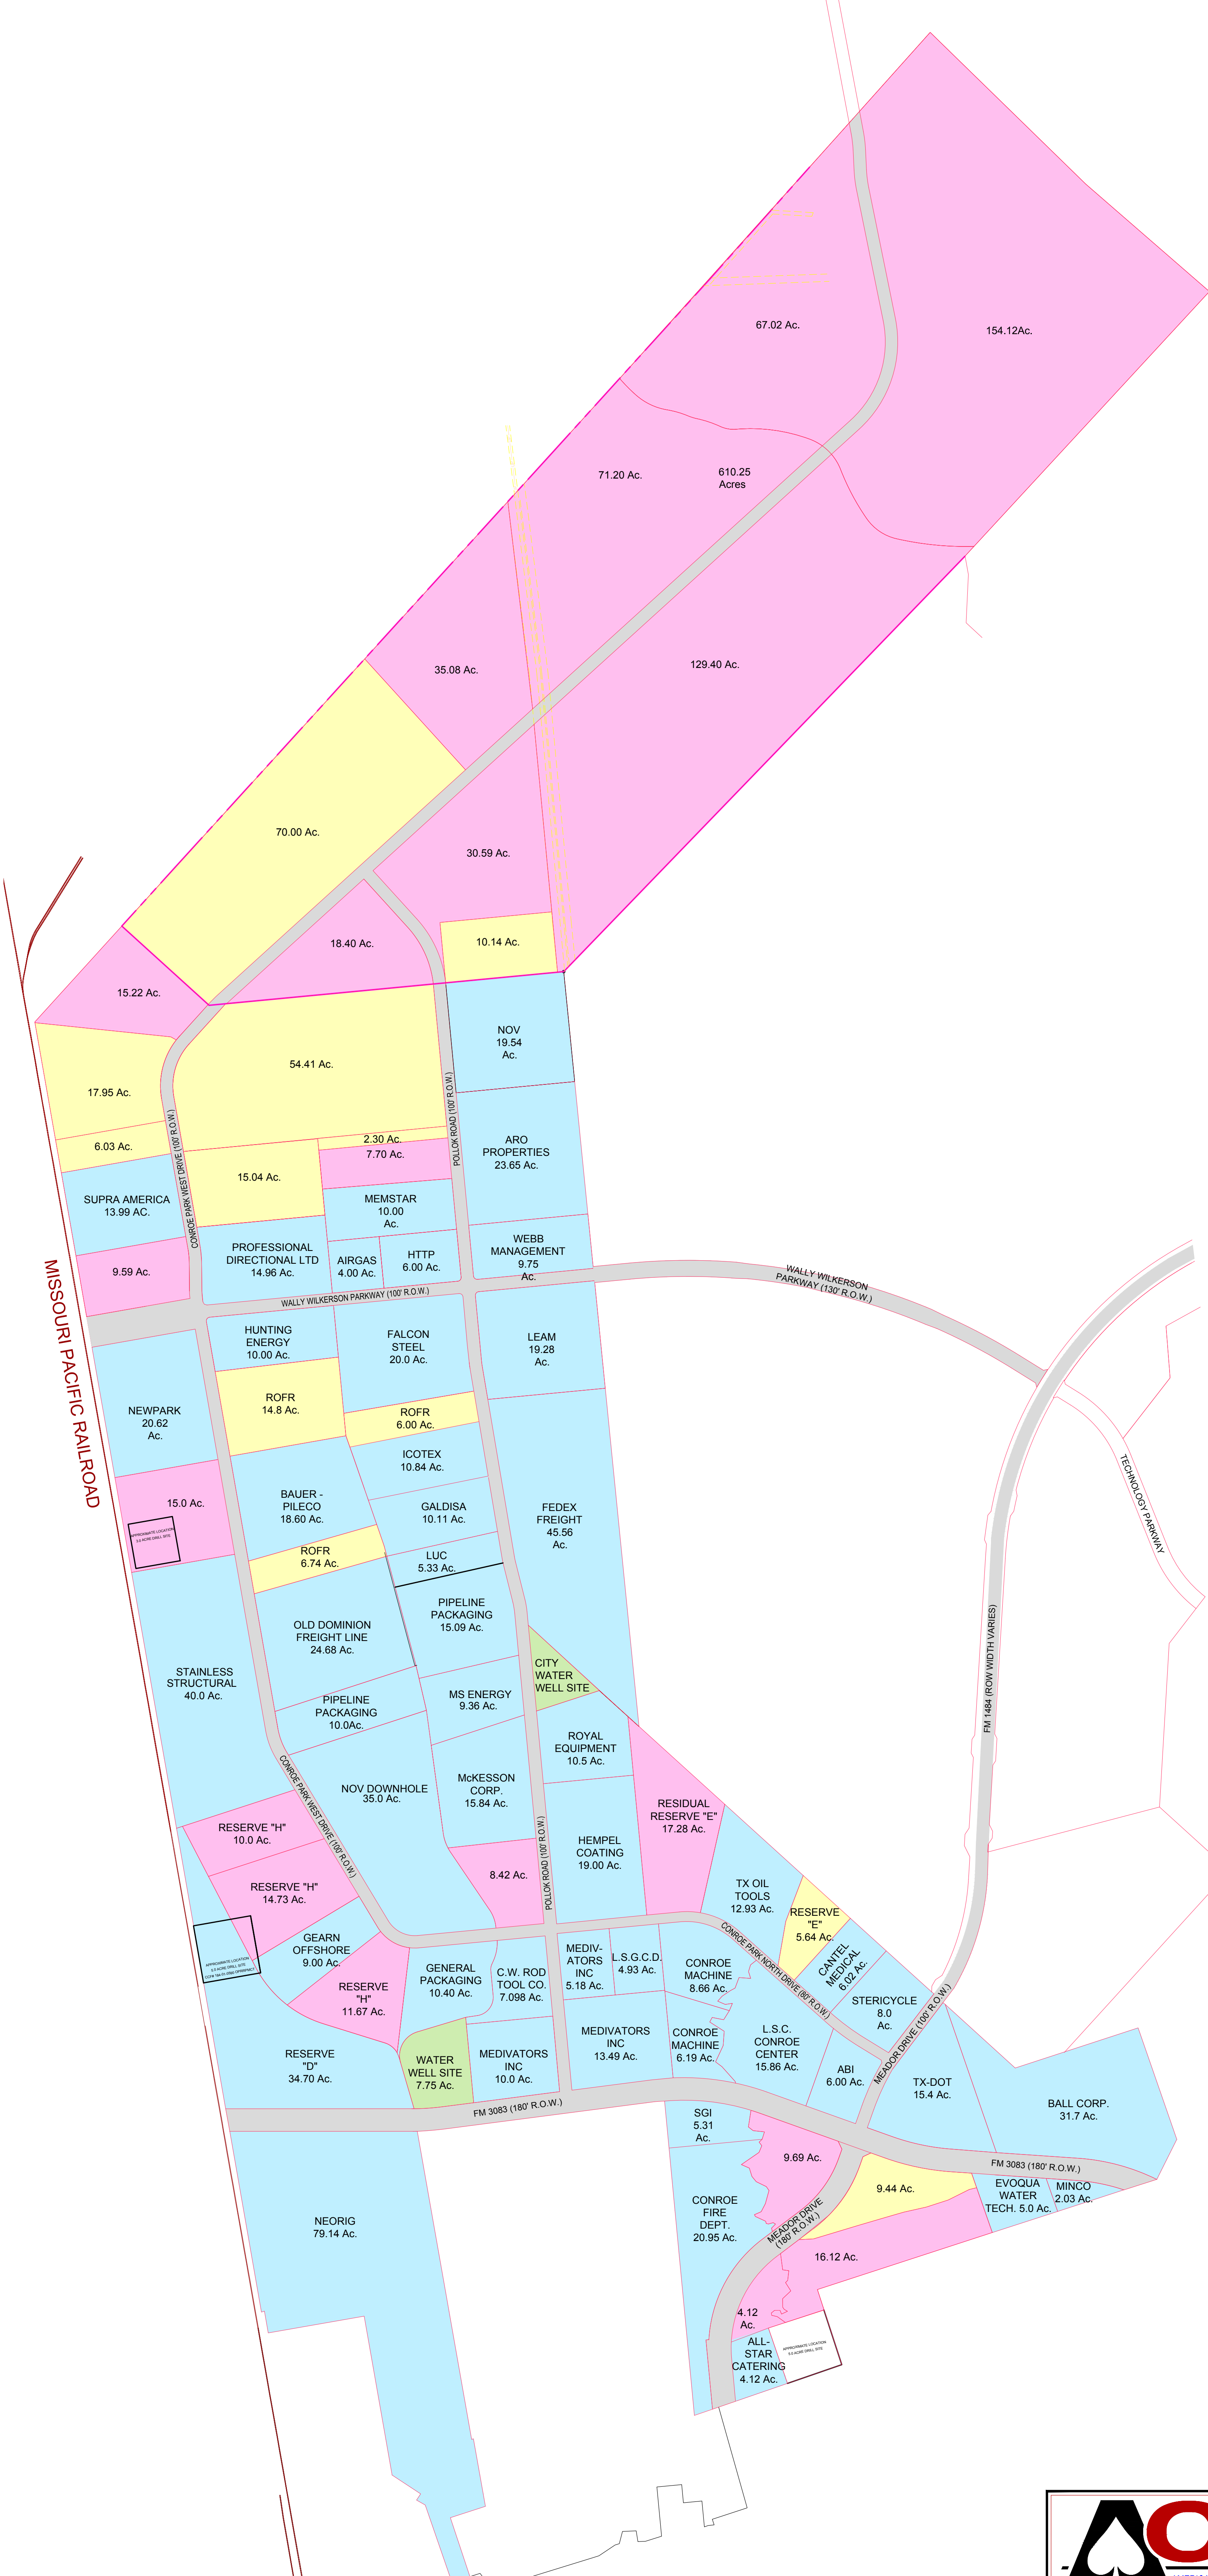 67.02 Ac.
154.12Ac.
71.20 Ac.
610.25
Acres
35.08 Ac.
129.40 Ac.
70.00 Ac.
30.59 Ac.
18.40 Ac.
10.14 Ac.
15.22 Ac.
NOV
19.54
Ac.
54.41 Ac.
17.95 Ac.
6.03 Ac.
2.30 Ac.
7.70 Ac.
15.04 Ac.
ARO
PROPERTIES
23.65 Ac.
POLLOK ROAD (100' R.O.W.)
CONROE PARK WEST DRIVE (100' R.O.W.)
SUPRA AMERICA
13.99 AC.
MEMSTAR
10.00
Ac.
PROFESSIONAL
DIRECTIONAL LTD
14.96 Ac.
AIRGAS
4.00 Ac.
HTTP
6.00 Ac.
WEBB
MANAGEMENT
9.75
Ac.
9.59 Ac.
WALLY WILKERSON PARKWAY (100' R.O.W.)
WALLY WILKERSON
PARKWAY (130' R.O.W.)
MISSOURI PACIFIC RAILROAD
HUNTING
ENERGY
10.00 Ac.
FALCON
STEEL
20.0 Ac.
LEAM
19.28
Ac.
NEWPARK
20.62
Ac.
ROFR
14.8 Ac.
ROFR
6.00 Ac.
ICOTEX
10.84 Ac.
TECHNOLOGY PARKWAY
15.0 Ac.
APPROXIMATE LOCATION
3.0 ACRE DRILL SITE
BAUER -
PILECO
18.60 Ac.
GALDISA
10.11 Ac.
FEDEX
FREIGHT
45.56
Ac.
ROFR
6.74 Ac.
LUC
5.33 Ac.
OLD DOMINION
FREIGHT LINE
24.68 Ac.
PIPELINE
PACKAGING
15.09 Ac.
FM 1484 (ROW WIDTH VARIES)
STAINLESS
STRUCTURAL
40.0 Ac.
CITY
WATER
WELL SITE
PIPELINE
PACKAGING
10.0Ac.
MS ENERGY
9.36 Ac.
ROYAL
EQUIPMENT
10.5 Ac.
CONROE PARK WEST DRIVE (100' R.O.W.)
NOV DOWNHOLE
35.0 Ac.
McKESSON
CORP.
15.84 Ac.
RESIDUAL
RESERVE "E"
17.28 Ac.
RESERVE "H"
10.0 Ac.
POLLOK ROAD (100' R.O.W.)
HEMPEL
COATING
19.00 Ac.
8.42 Ac.
RESERVE "H"
14.73 Ac.
TX OIL
TOOLS
12.93 Ac.
RESERVE
"E"
5.64 Ac.
GEARN
OFFSHORE
9.00 Ac.
CONROE PARK NORTH DRIVE (80' R.O.W.)
CANTEL
MEDICAL
6.02 Ac.
APPROXIMATE LOCATION
3.0 ACRE DRILL SITE
RESERVE
"H"
11.67 Ac.
GENERAL
PACKAGING
10.40 Ac.
C.W. ROD
TOOL CO.
7.098 Ac.
MEDIV-
ATORS
INC
5.18 Ac.
L.S.G.C.D.
4.93 Ac.
CONROE
MACHINE
8.66 Ac.
STERICYCLE
8.0
Ac.
RESERVE
"D"
34.70 Ac.
WATER
WELL SITE
7.75 Ac.
MEDIVATORS
INC
10.0 Ac.
MEDIVATORS
INC
13.49 Ac.
CONROE
MACHINE
6.19 Ac.
L.S.C.
CONROE
CENTER
15.86 Ac.
ABI
6.00 Ac.
MEADOR DRIVE (100' R.O.W.)
TX-DOT
15.4 Ac.
BALL CORP.
31.7 Ac.
FM 3083 (180' R.O.W.)
SGI
5.31
Ac.
9.69 Ac.
FM 3083 (180' R.O.W.)
9.44 Ac.
EVOQUA
WATER
TECH. 5.0 Ac.
MINCO
2.03 Ac.
NEORIG
79.14 Ac.
CONROE
FIRE
DEPT.
20.95 Ac.
MEADOR DRIVE
(180' R.O.W.)
16.12 Ac.
4.12
Ac.
ALL-
STAR
CATERING
4.12 Ac.
APPROXIMATE LOCATION
5.0 ACRE DRILL SITE